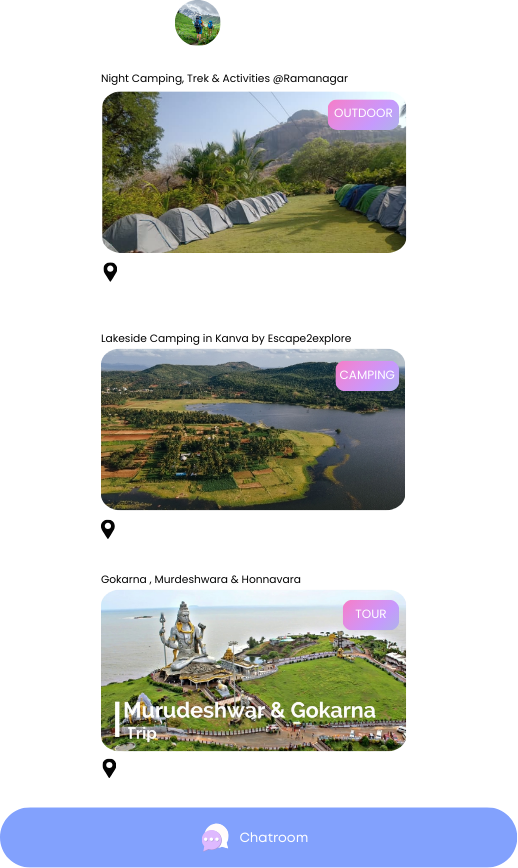 Night Camping, Trek & Activities @Ramanagar
OUTDOOR
Lakeside Camping in Kanva by Escape2explore
CAMPING
Gokarna , Murdeshwara & Honnavara
TOUR
Murudeshwar & Gokarna
Trip
Chatroom